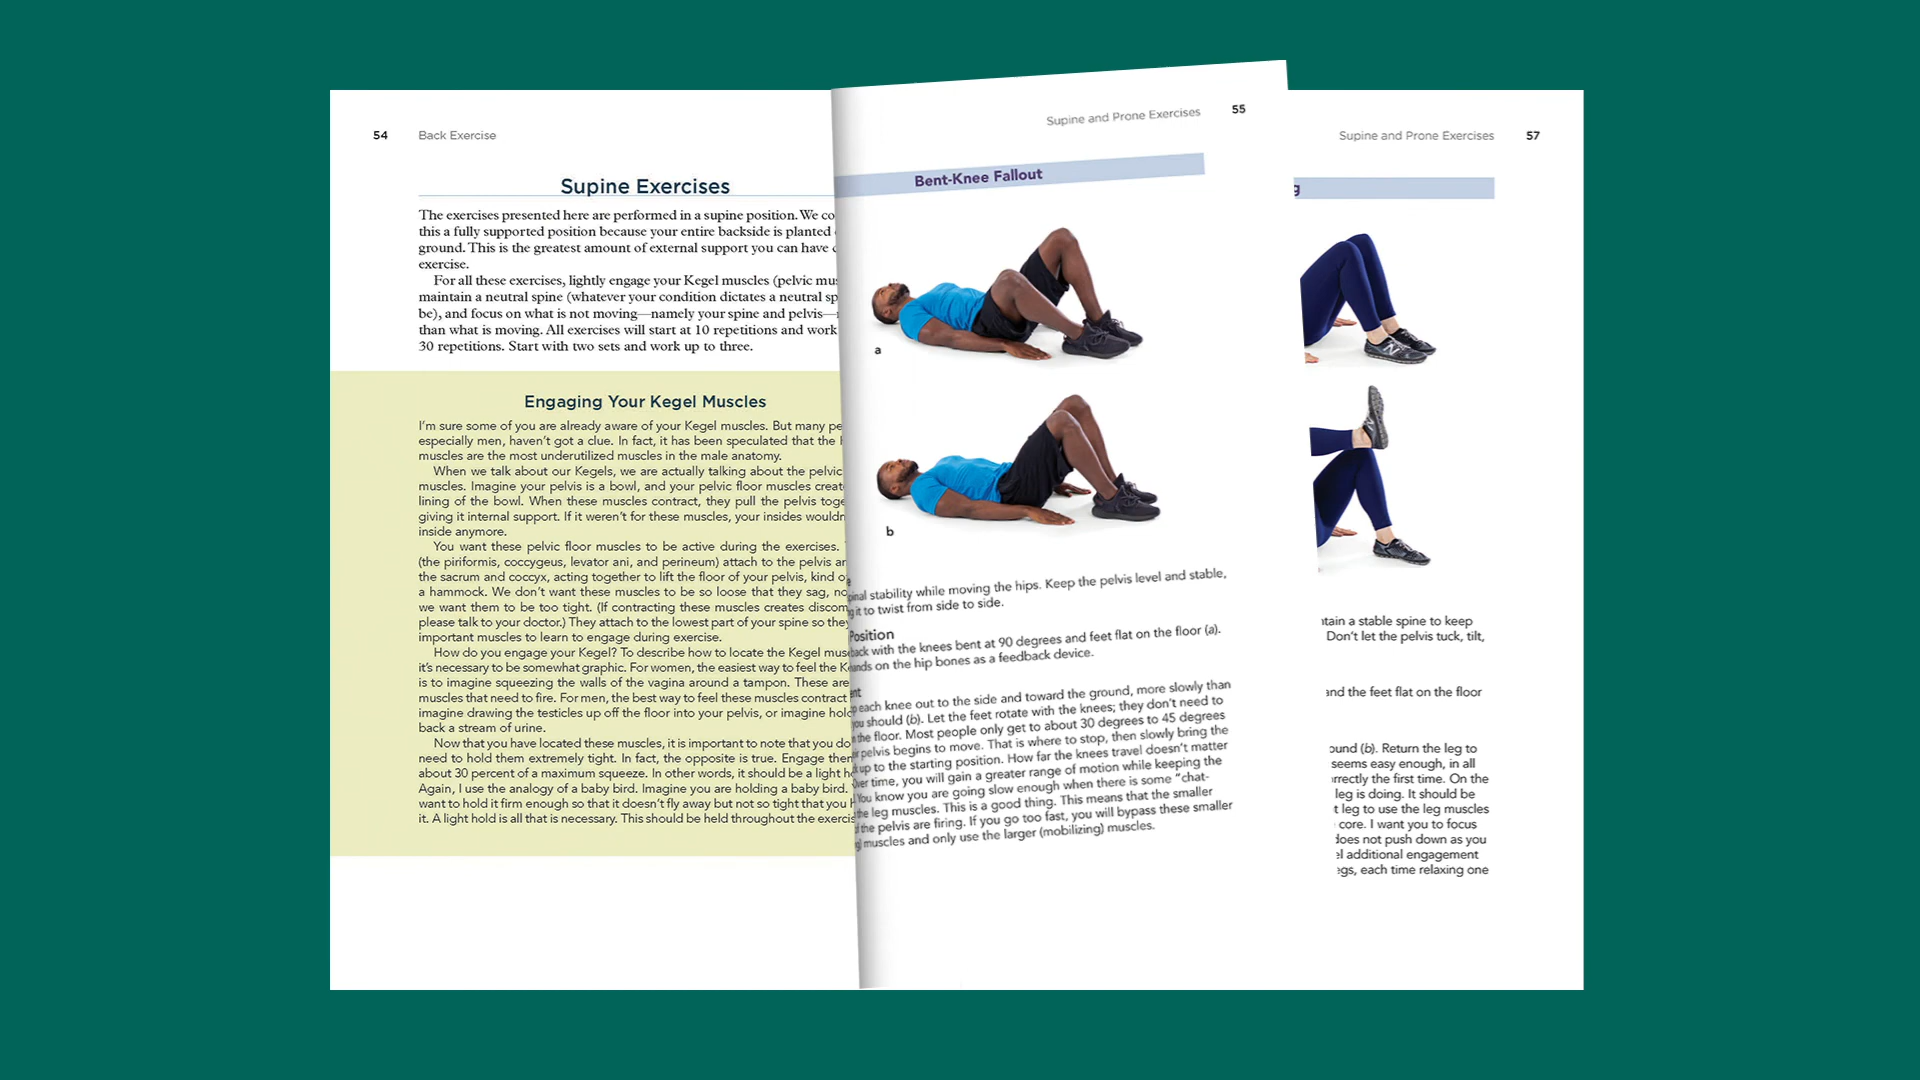 54 Back Exercise
Supine Exercises
The exercises presented here are performed in a supine position. We
this a fully supported position because your entire backside is planted
ground. This is the greatest amount of external support you can have
exercise.
For all these exercises, lightly engage your Kegel muscles (pelvic
maintain a neutral spine (whatever your condition dictates a neutral
be), and focus on what is not moving—namely your spine and pelvis—
than what is moving. All exercises will start at 10 repetitions and work
30 repetitions. Start with two sets and work up to three.
Engaging Your Kegel Muscles
I'm sure some of you are already aware of your Kegel muscles. But many
especially men, haven't got a clue. In fact, it has been speculated that the
muscles are the most underutilized muscles in the male anatomy.
When we talk about our Kegels, we are actually talking about the pelvic
muscles. Imagine your pelvis is a bowl, and your pelvic floor muscles
lining of the bowl. When these muscles contract, they pull the pelvis
giving it internal support. If it weren't for these muscles, your insides
inside anymore.
You want these pelvic floor muscles to be active during the exercises.
(the piriformis, coccygeus, levator ani, and perineum) attach to the pelvis
the sacrum and coccyx, acting together to lift the floor of your pelvis, kind
a hammock. We don't want these muscles to be so loose that they sag,
we want them to be too tight. (If contracting these muscles creates
please talk to your doctor.) They attach to the lowest part of your spine so they
important muscles to learn to engage during exercise.
How do you engage your Kegel? To describe how to locate the Kegel
it's necessary to be somewhat graphic. For women, the easiest way to feel the
is to imagine squeezing the walls of the vagina around a tampon. These are
muscles that need to fire. For men, the best way to feel these muscles contract
imagine drawing the testicles up off the floor into your pelvis, or imagine
back a stream of urine.
Now that you have located these muscles, it is important to note that you do
need to hold them extremely tight. In fact, the opposite is true. Engage
about 30 percent of a maximum squeeze. In other words, it should be a light
Again, I use the analogy of a baby bird. Imagine you are holding a baby bird.
want to hold it firm enough so that it doesn't fly away but not so tight that you
it. A light hold is all that is necessary. This should be held throughout the
Supine and Prone Exercises 55
Bent-Knee Fallout
a
b
stability while moving the hips. Keep the pelvis level and stable,
it to twist from side to side.
Position
with the knees bent at 90 degrees and feet flat on the floor (a).
on the hip bones as a feedback device.
each knee out to the side and toward the ground, more slowly than
you should (b). Let the feet rotate with the knees; they don't need to
the floor. Most people only get to about 30 degrees to 45 degrees
pelvis begins to move. That is where to stop, then slowly bring the
up to the starting position. How far the knees travel doesn't matter
time, you will gain a greater range of motion while keeping the
You know you are going slow enough when there is some "chat-
the leg muscles. This is a good thing. This means that the smaller
the pelvis are firing. If you go too fast, you will bypass these smaller
muscles and only use the larger (mobilizing) muscles.
Supine and Prone Exercises 57
g
a stable spine to keep
Don't let the pelvis tuck, tilt,
and the feet flat on the floor
(b). Return the leg to
seems easy enough, in all
the first time. On the
leg is doing. It should be
leg to use the leg muscles
core. I want you to focus
does not push down as you
additional engagement
each time relaxing one